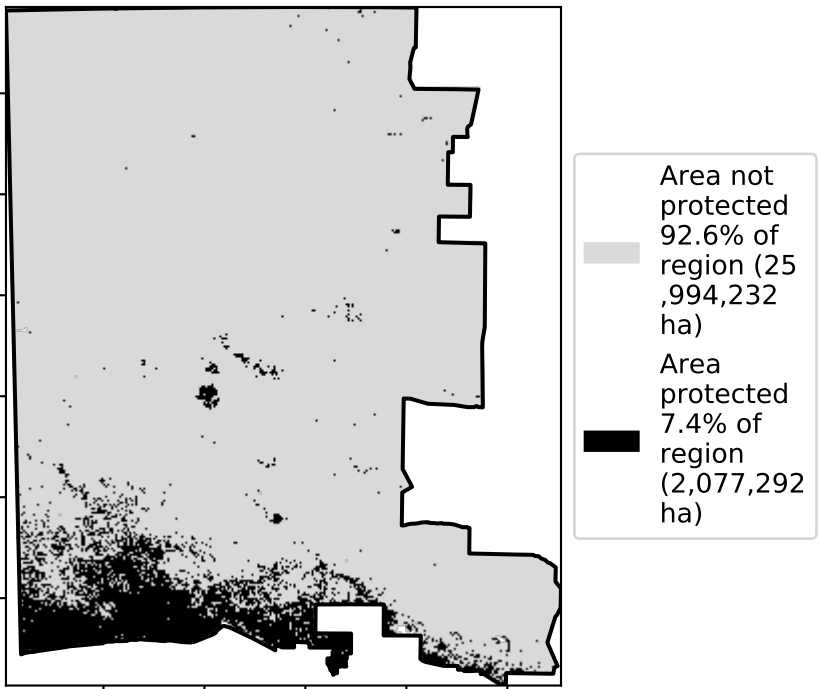 Area not
protected
92.6% of
region (25
,994,232
ha)
Area
protected
7.4% of
region
(2,077,292
ha)